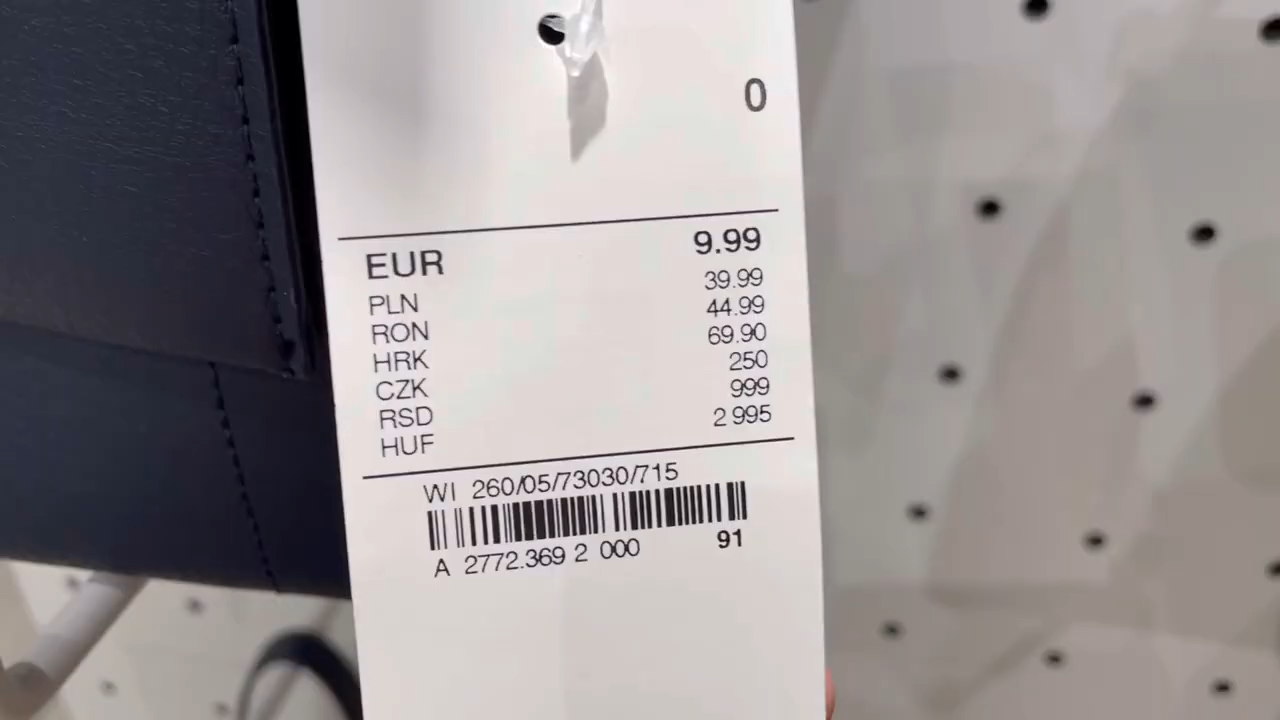 0
EUR 9.99
PLN 39.99
RON 44.99
HRK 69.90
CZK 250
RSD 999
HUF 2 995
WI 260/05/73030/715
A 2772.369 2 000 91